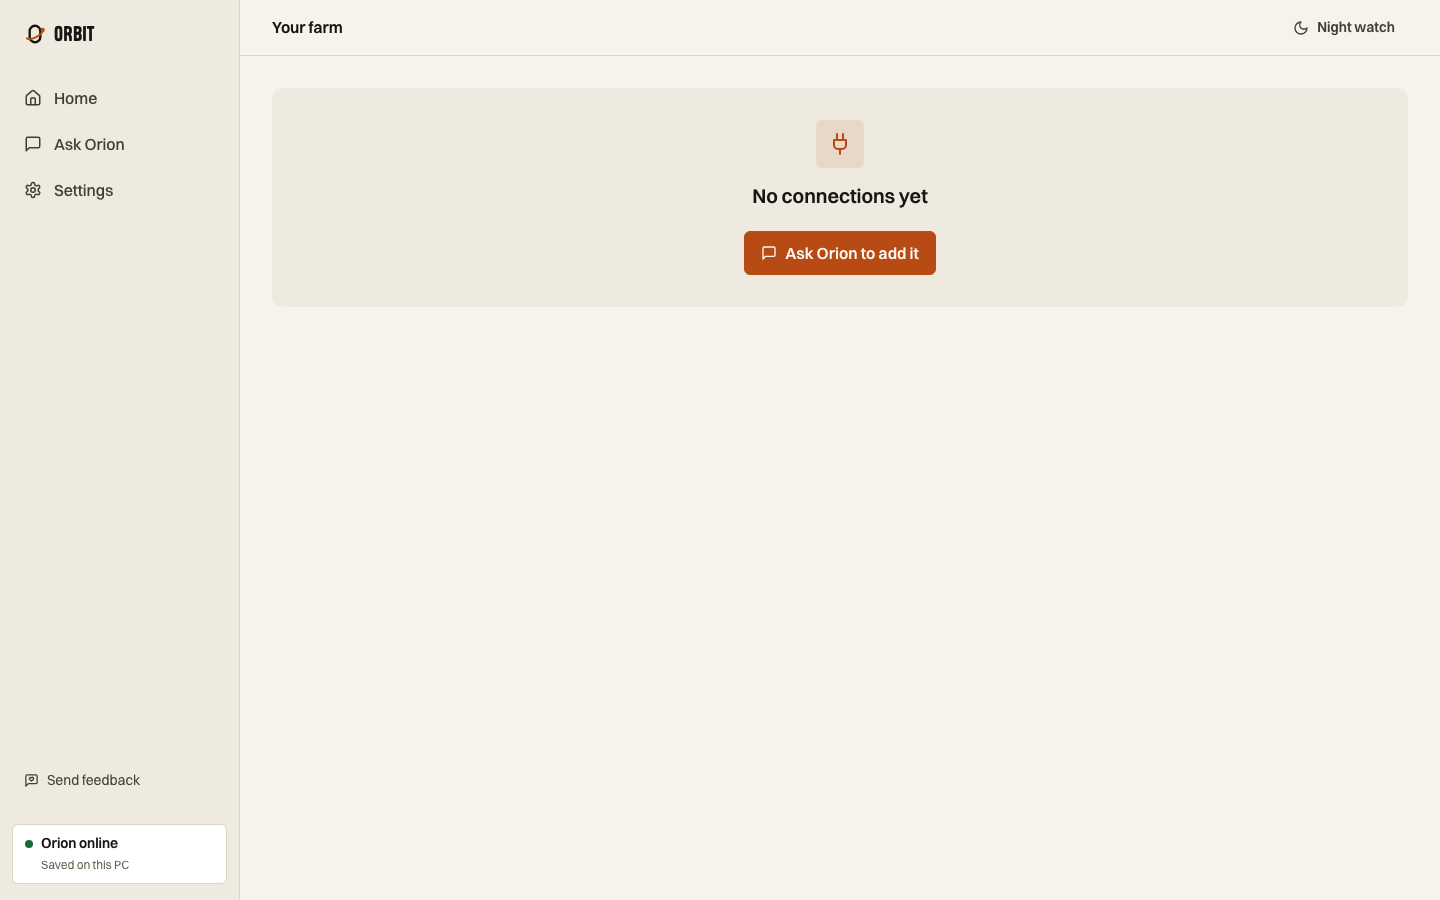 ORBIT
Your farm
Night watch
Home
Ask Orion
Settings
No connections yet
Ask Orion to add it
Send feedback
Orion online
Saved on this PC